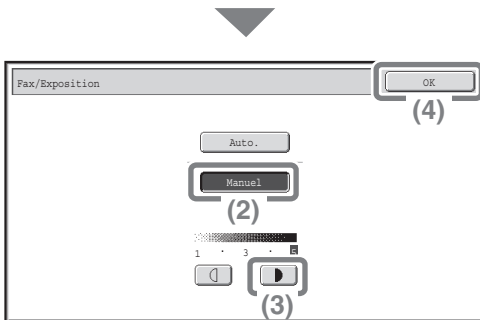 Fax/Exposition
OK
(4)
Auto.
Manuel
(2)
1 · 3 · 5
(3)